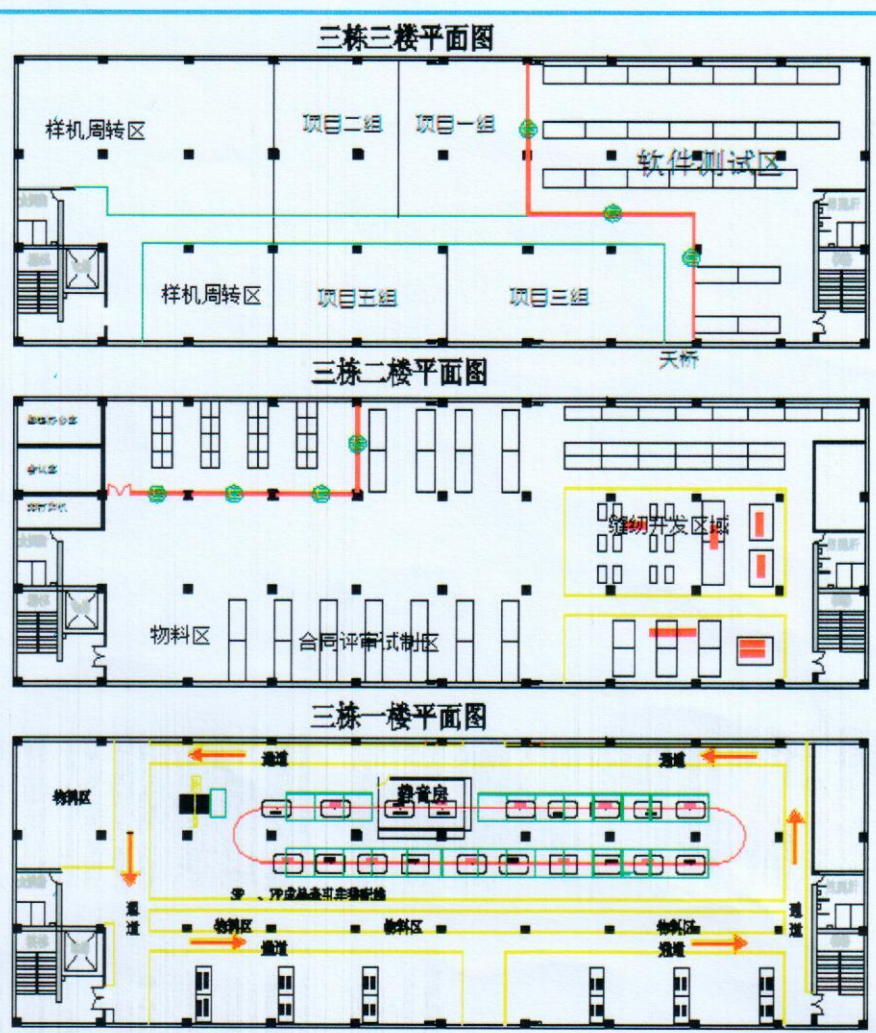 三栋三楼平面图
样机周转区
项目二组
项目一组
软件测试区
样机周转区
项目五组
项目三组
天桥
三栋二楼平面图
会议室
缝纫开发区域
物料区
合同评审试制区
三栋一楼平面图
通道
通道
物料区
静音房
通道
通道
物料区
物料区
物料区
通道
通道